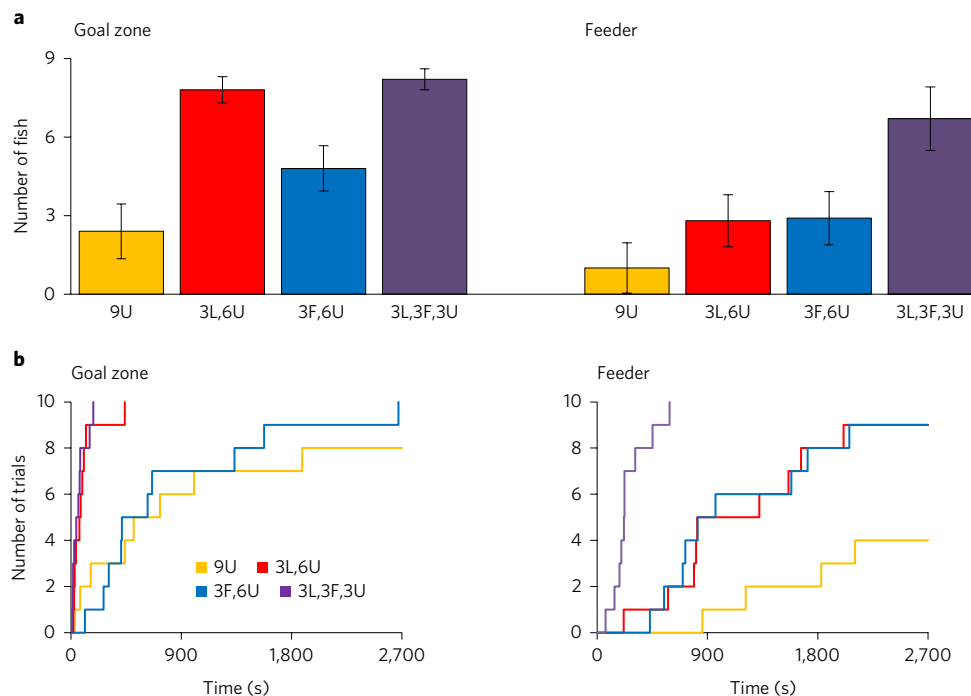 a
Goal zone
Feeder
Number of fish
9
6
3
0
9U
3L,6U
3F,6U
3L,3F,3U
9U
3L,6U
3F,6U
3L,3F,3U
b
Goal zone
Feeder
Number of trials
10
8
6
4
2
0
9U
3L,6U
3F,6U
3L,3F,3U
0
900
1,800
2,700
Time (s)
10
8
6
4
2
0
0
900
1,800
2,700
Time (s)